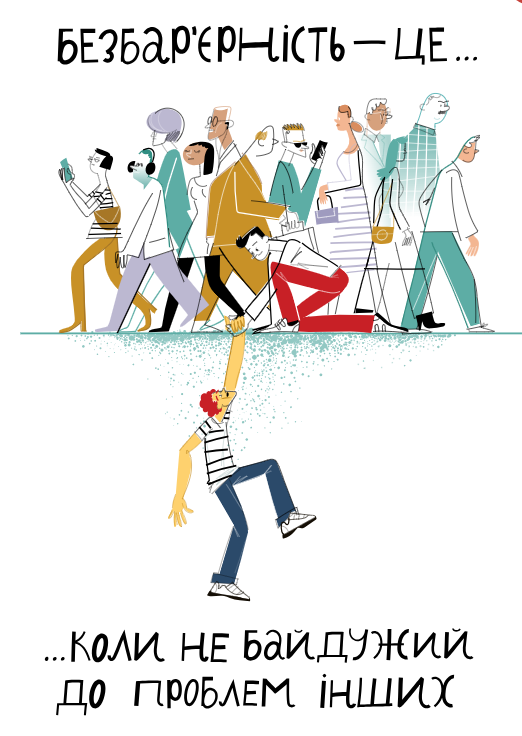 БЕЗБАР'ЄРНІСТЬ – ЦЕ...
...КОЛИ НЕ БАЙДУЖИЙ
ДО ПРОБЛЕМ ІНШИХ